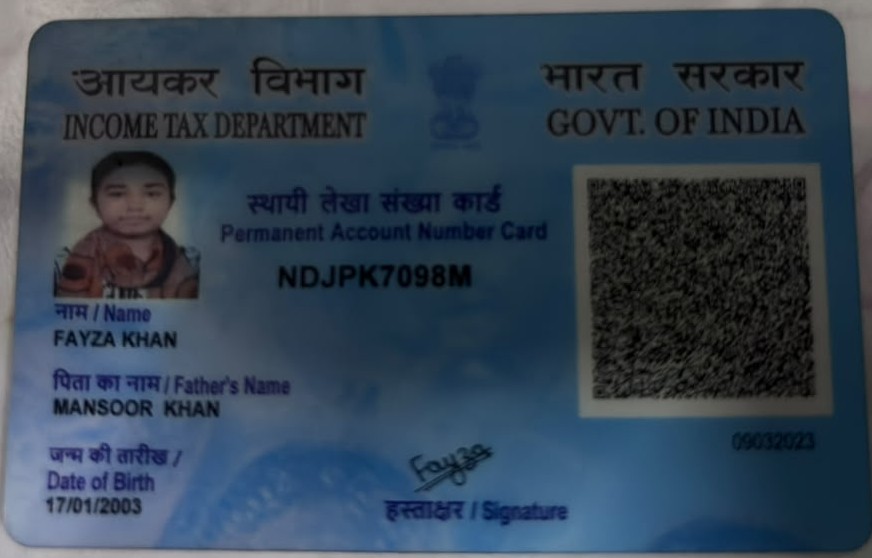 आयकर विभाग
INCOME TAX DEPARTMENT
भारत सरकार
GOVT. OF INDIA
स्थायी लेखा संख्या कार्ड
Permanent Account Number Card
NDJPK7098M
नाम / Name
FAYZA KHAN
पिता का नाम / Father's Name
MANSOOR KHAN
जन्म की तारीख /
Date of Birth
17/01/2003
Fayza
हस्ताक्षर / Signature
09032023